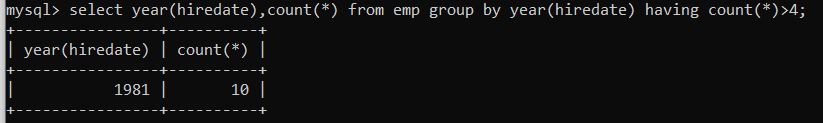 mysql> select year(hiredate),count(*) from emp group by year(hiredate) having count(*)>4;
+----------------+----------+
| year(hiredate) | count(*) |
+----------------+----------+
|           1981 |       10 |
+----------------+----------+